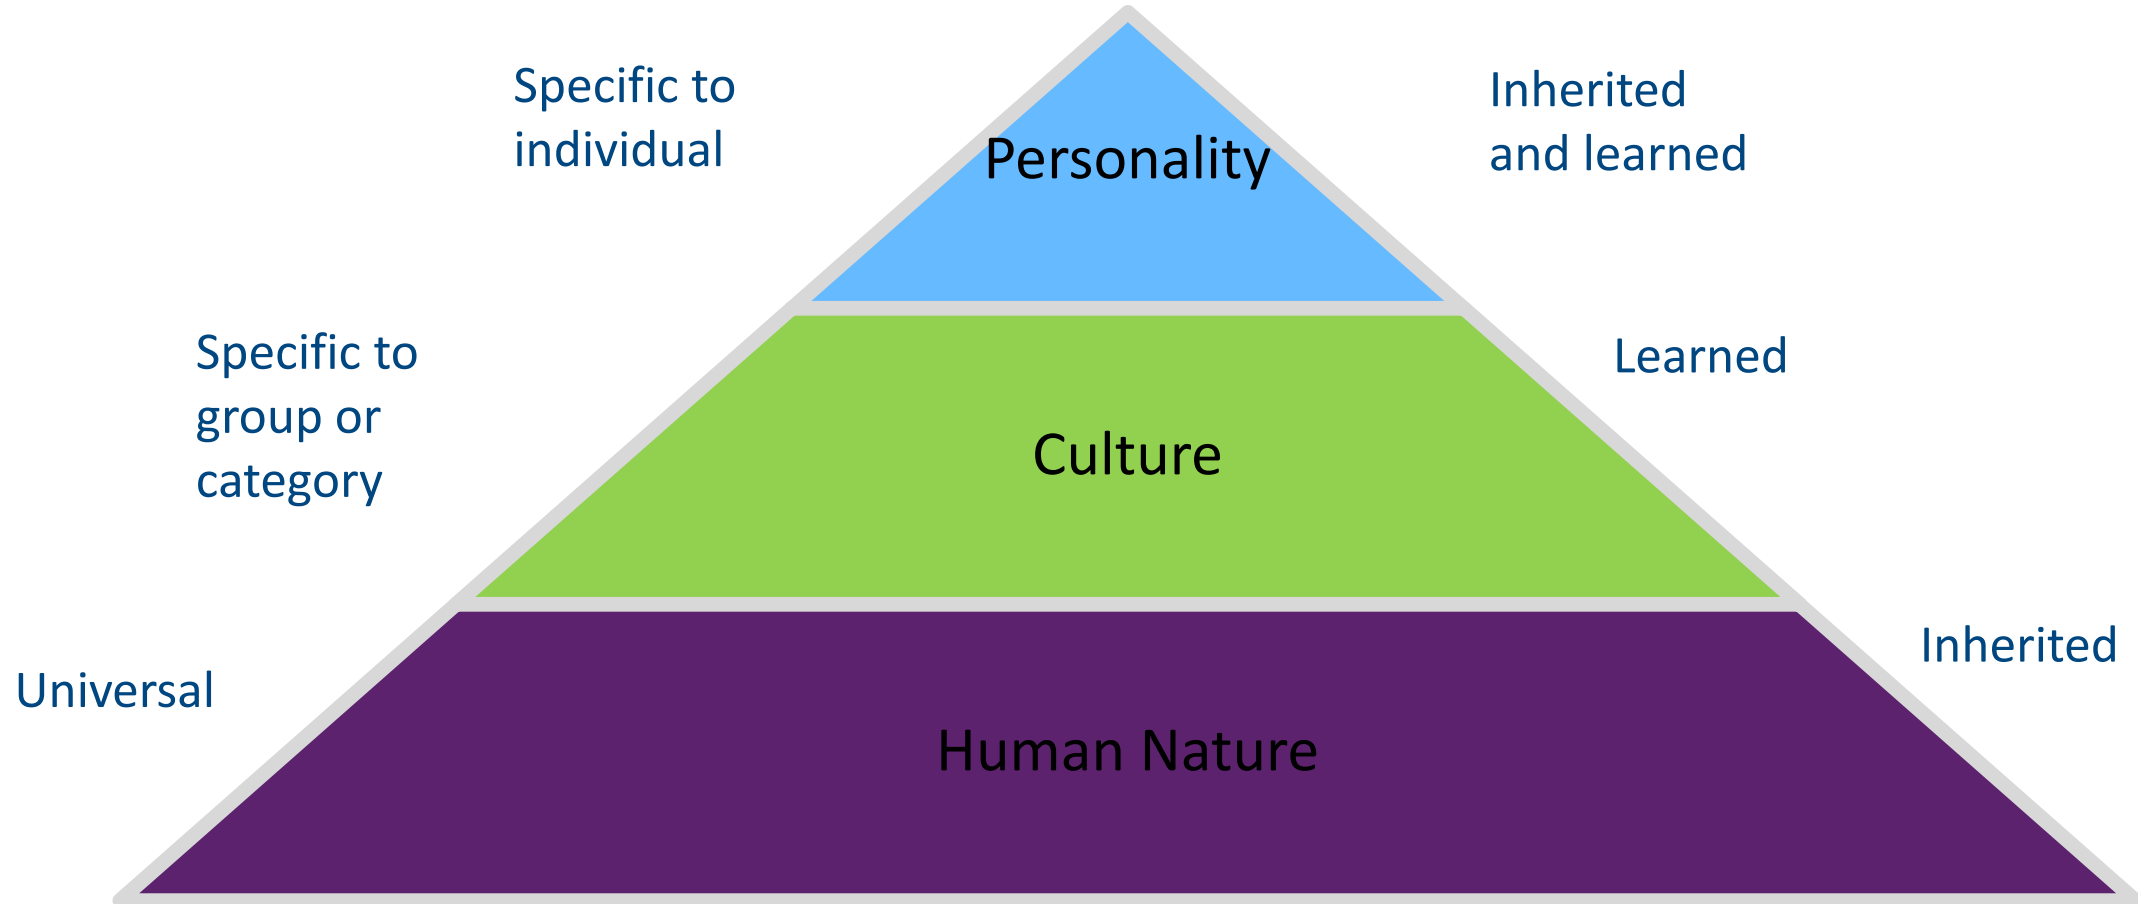 Specific to
individual
Personality
Inherited
and learned
Specific to
group or
category
Culture
Learned
Universal
Human Nature
Inherited